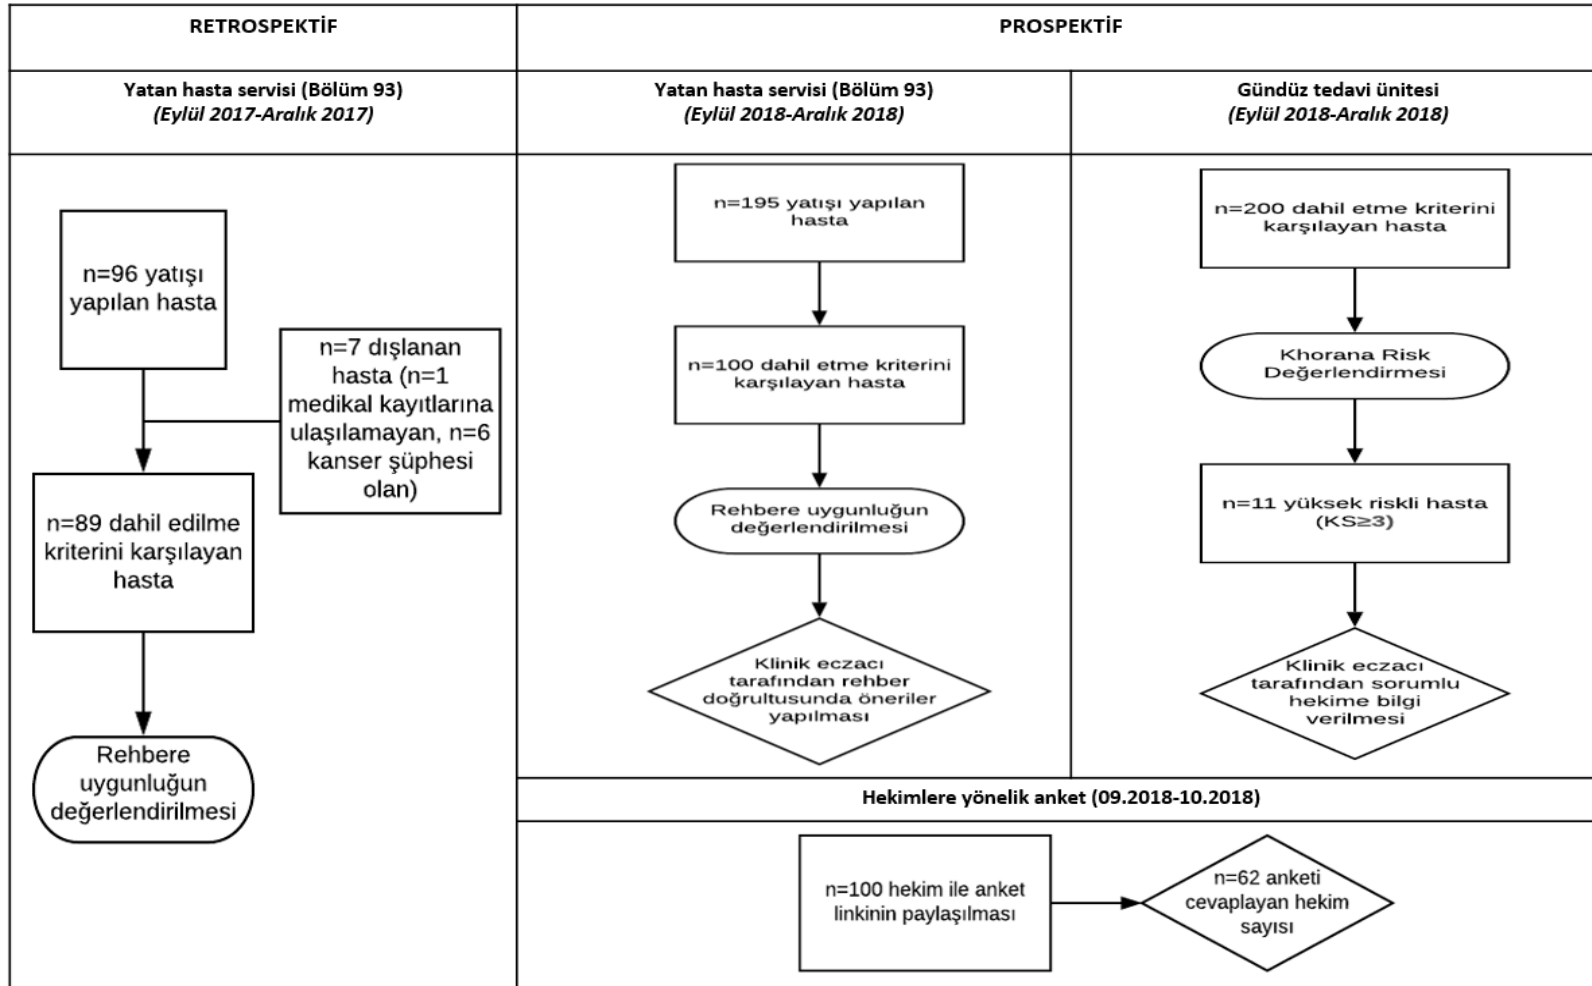 RETROSPEKTİF
PROSPEKTİF
Yatan hasta servisi (Bölüm 93)
(Eylül 2017-Aralık 2017)
Yatan hasta servisi (Bölüm 93)
(Eylül 2018-Aralık 2018)
Gündüz tedavi ünitesi
(Eylül 2018-Aralık 2018)
n=96 yatışı
yapılan hasta
n=7 dışlanan
hasta (n=1
medikal kayıtlarına
ulaşılamayan, n=6
kanser şüphesi
olan)
n=89 dahil edilme
kriterini karşılayan
hasta
Rehbere
uygunluğun
değerlendirilmesi
n=195 yatışı yapılan
hasta
n=100 dahil etme kriterini
karşılayan hasta
Rehbere uygunluğun
değerlendirilmesi
Klinik eczacı
tarafından rehber
doğrultusunda öneriler
yapılması
n=200 dahil etme kriterini
karşılayan hasta
Khorana Risk
Değerlendirmesi
n=11 yüksek riskli hasta
(KS≥3)
Klinik eczacı
tarafından sorumlu
hekime bilgi
verilmesi
Hekimlere yönelik anket (09.2018-10.2018)
n=100 hekim ile anket
linkinin paylaşılması
n=62 anketi
cevaplayan hekim
sayısı